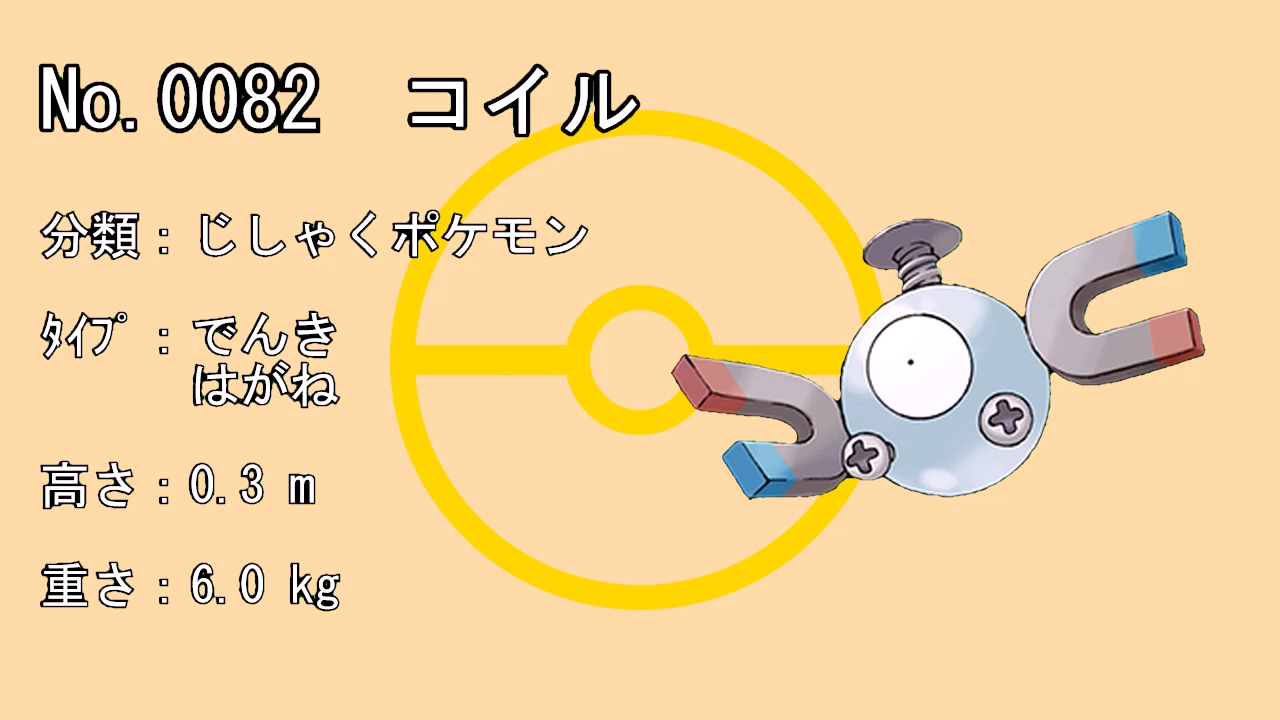 No.0082　コイル
分類：じしゃくポケモン
ﾀｲﾌﾟ：でんき
はがね
高さ：0.3 m
重さ：6.0 kg